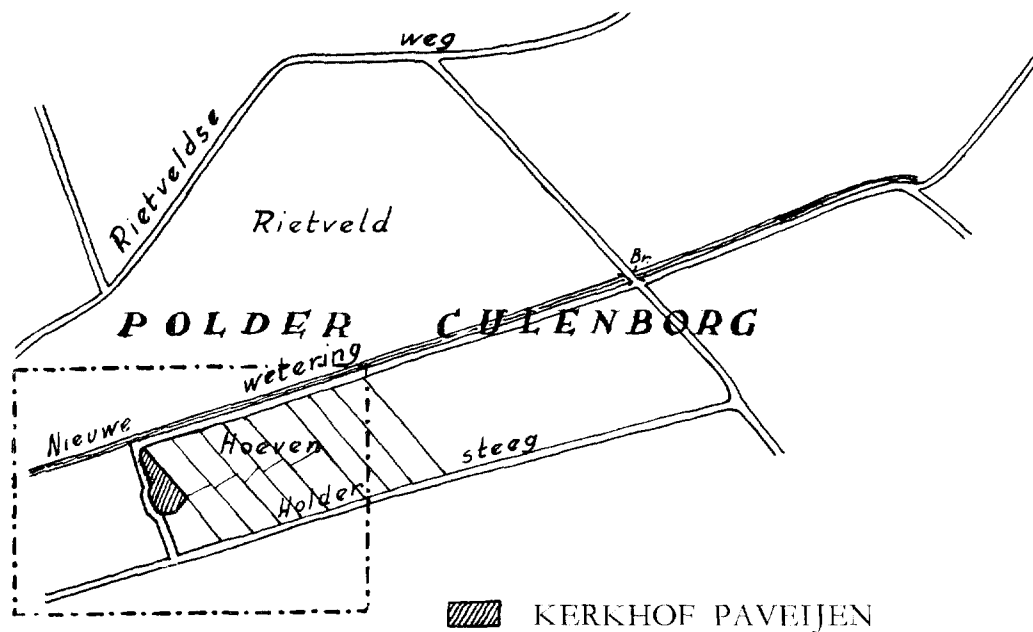 weg
Rietveldse
Rietveld
Br.
POLDER CULENBORG
Nieuwe wetering
Hoeven
Holder steeg
KERKHOF PAVEIJEN